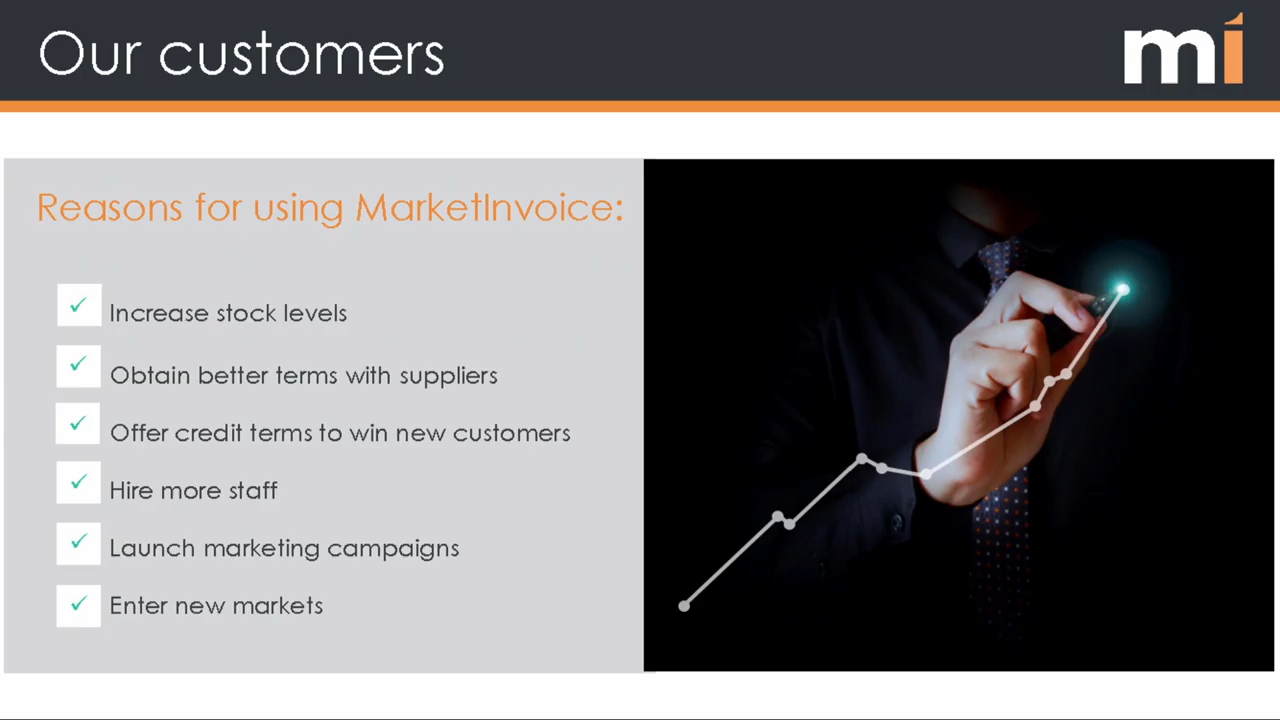 Our customers
mi
Reasons for using MarketInvoice:
Increase stock levels
Obtain better terms with suppliers
Offer credit terms to win new customers
Hire more staff
Launch marketing campaigns
Enter new markets